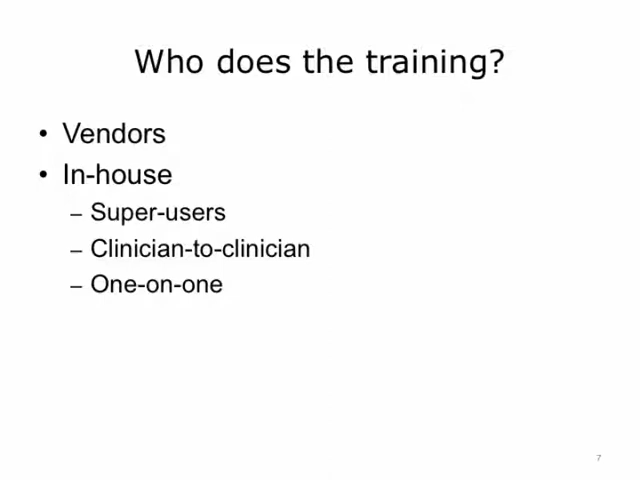 Who does the training?
• Vendors
• In-house
– Super-users
– Clinician-to-clinician
– One-on-one
7